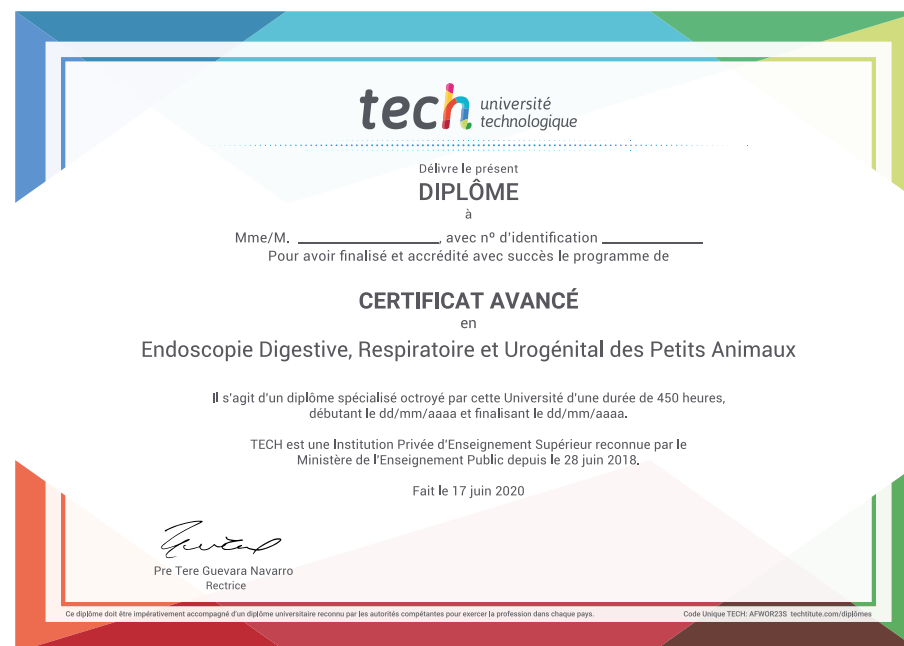 tech université
technologique
Délivre le présent
DIPLÔME
à
Mme/M. ____________, avec nº d'identification ____________
Pour avoir finalisé et accrédité avec succès le programme de
CERTIFICAT AVANCÉ
en
Endoscopie Digestive, Respiratoire et Urogénital des Petits Animaux
Il s'agit d'un diplôme spécialisé octroyé par cette Université d'une durée de 450 heures,
débutant le dd/mm/aaaa et finalisant le dd/mm/aaaa.
TECH est une Institution Privée d'Enseignement Supérieur reconnue par le
Ministère de l'Enseignement Public depuis le 28 juin 2018.
Fait le 17 juin 2020
Pre Tere Guevara Navarro
Rectrice
Ce diplôme doit être impérativement accompagné d'un diplôme universitaire reconnu par les autorités compétentes pour exercer la profession dans chaque pays.
Code Unique TECH: AFWOR23S techtitute.com/diplômes